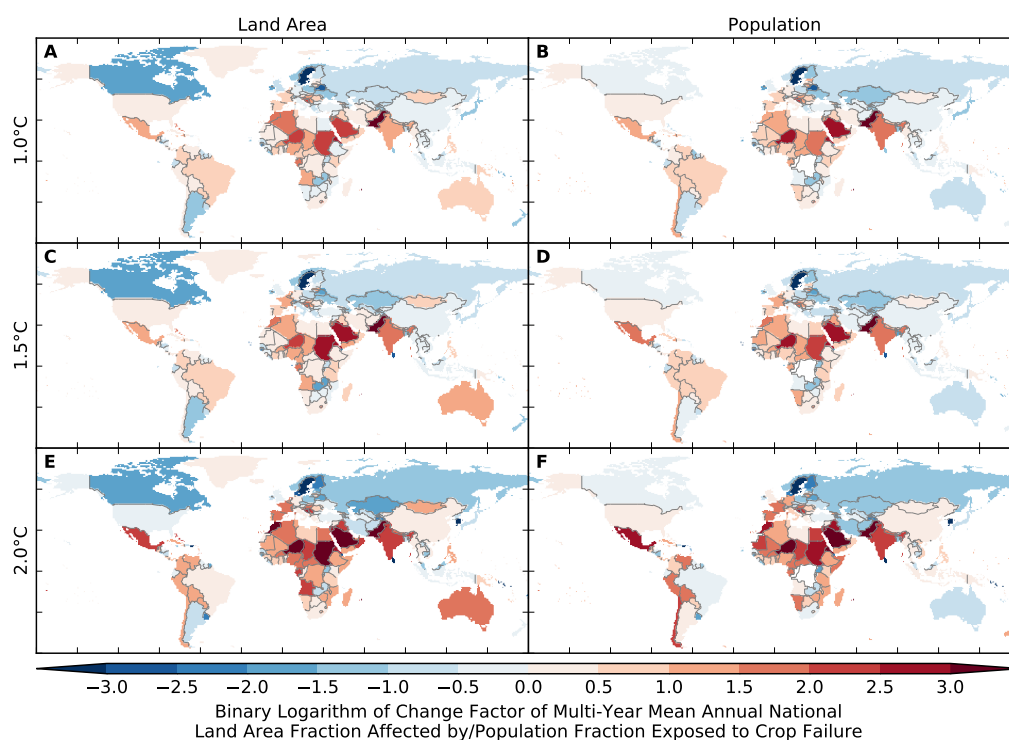 Land Area
Population
A
B
1.0°C
C
D
1.5°C
E
F
2.0°C
−3.0 −2.5 −2.0 −1.5 −1.0 −0.5 0.0 0.5 1.0 1.5 2.0 2.5 3.0
Binary Logarithm of Change Factor of Multi-Year Mean Annual National
Land Area Fraction Affected by/Population Fraction Exposed to Crop Failure